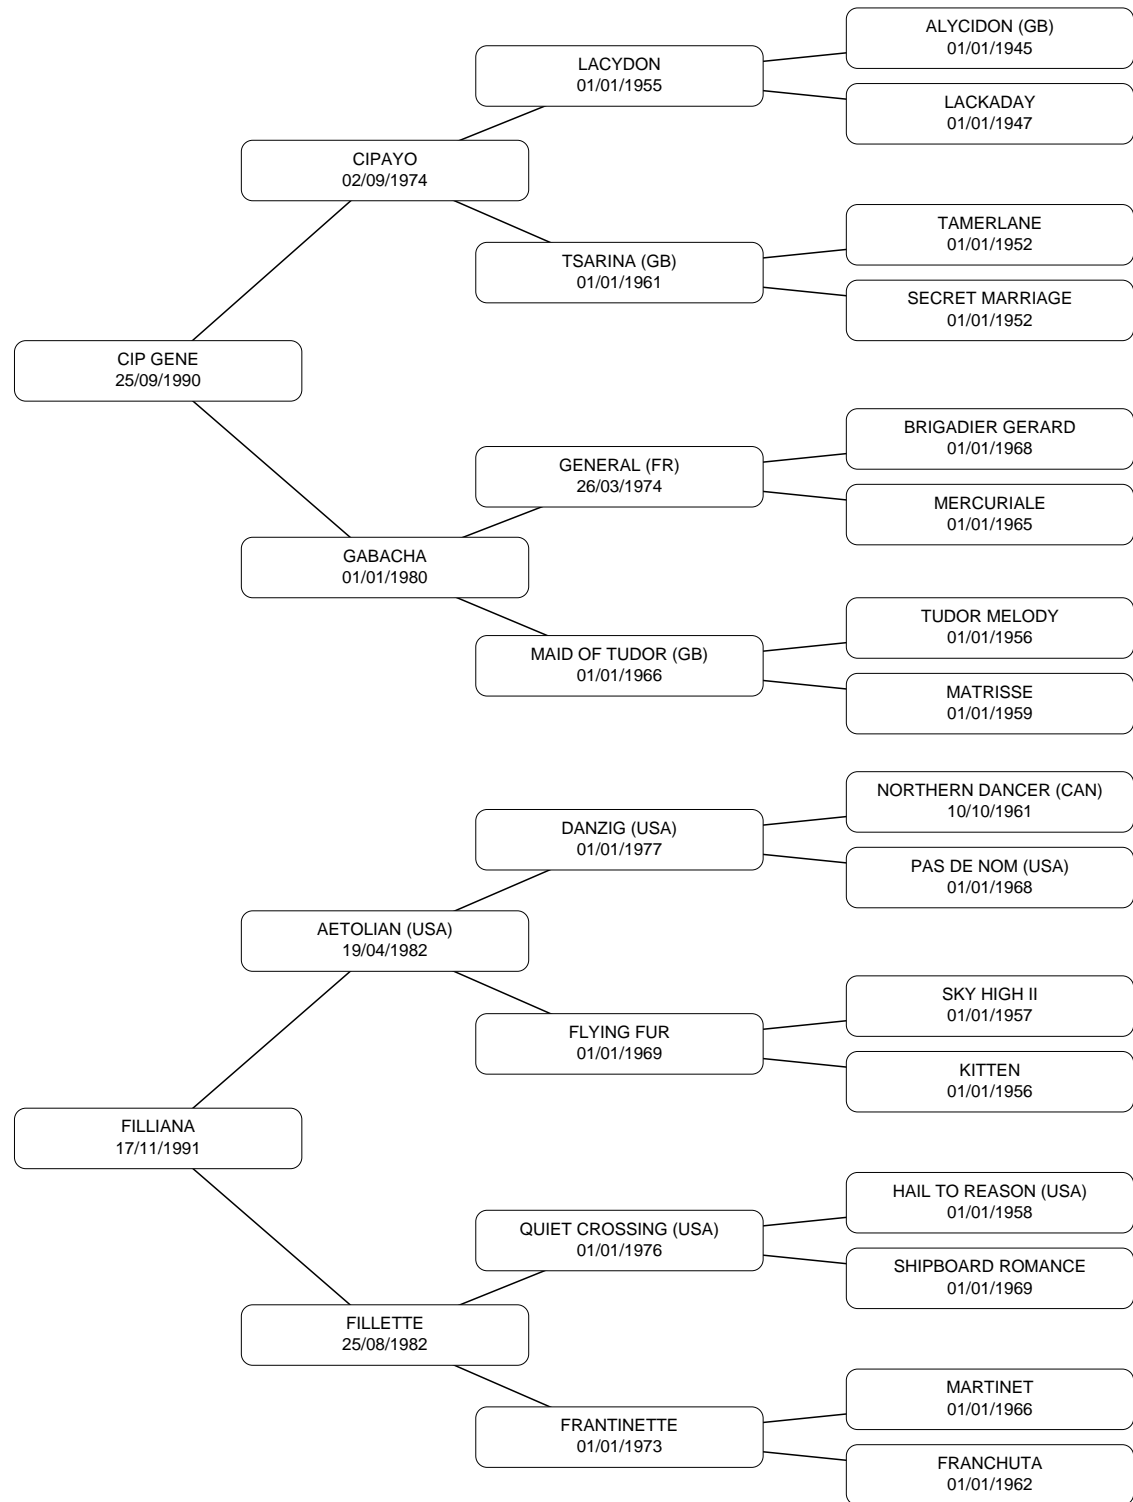 ALYCIDON (GB)
01/01/1945
LACYDON
01/01/1955
LACKADAY
01/01/1947
CIPAYO
02/09/1974
TAMERLANE
01/01/1952
TSARINA (GB)
01/01/1961
SECRET MARRIAGE
01/01/1952
CIP GENE
25/09/1990
BRIGADIER GERARD
01/01/1968
GENERAL (FR)
26/03/1974
MERCURIALE
01/01/1965
GABACHA
01/01/1980
TUDOR MELODY
01/01/1956
MAID OF TUDOR (GB)
01/01/1966
MATRISSE
01/01/1959
NORTHERN DANCER (CAN)
10/10/1961
DANZIG (USA)
01/01/1977
PAS DE NOM (USA)
01/01/1968
AETOLIAN (USA)
19/04/1982
SKY HIGH II
01/01/1957
FLYING FUR
01/01/1969
KITTEN
01/01/1956
FILLIANA
17/11/1991
HAIL TO REASON (USA)
01/01/1958
QUIET CROSSING (USA)
01/01/1976
SHIPBOARD ROMANCE
01/01/1969
FILLETTE
25/08/1982
MARTINET
01/01/1966
FRANTINETTE
01/01/1973
FRANCHUTA
01/01/1962